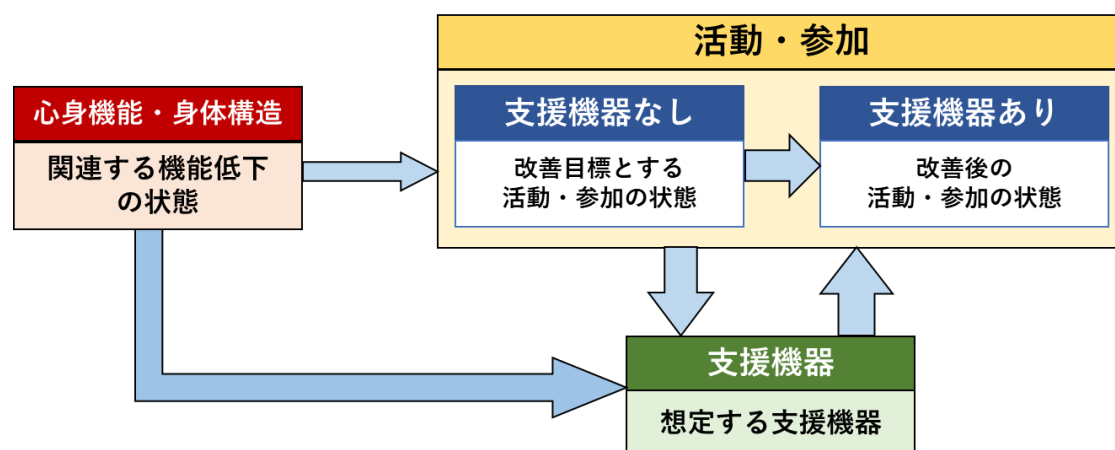 活動・参加
心身機能・身体構造
関連する機能低下
の状態
支援機器なし
改善目標とする
活動・参加の状態
支援機器あり
改善後の
活動・参加の状態
支援機器
想定する支援機器